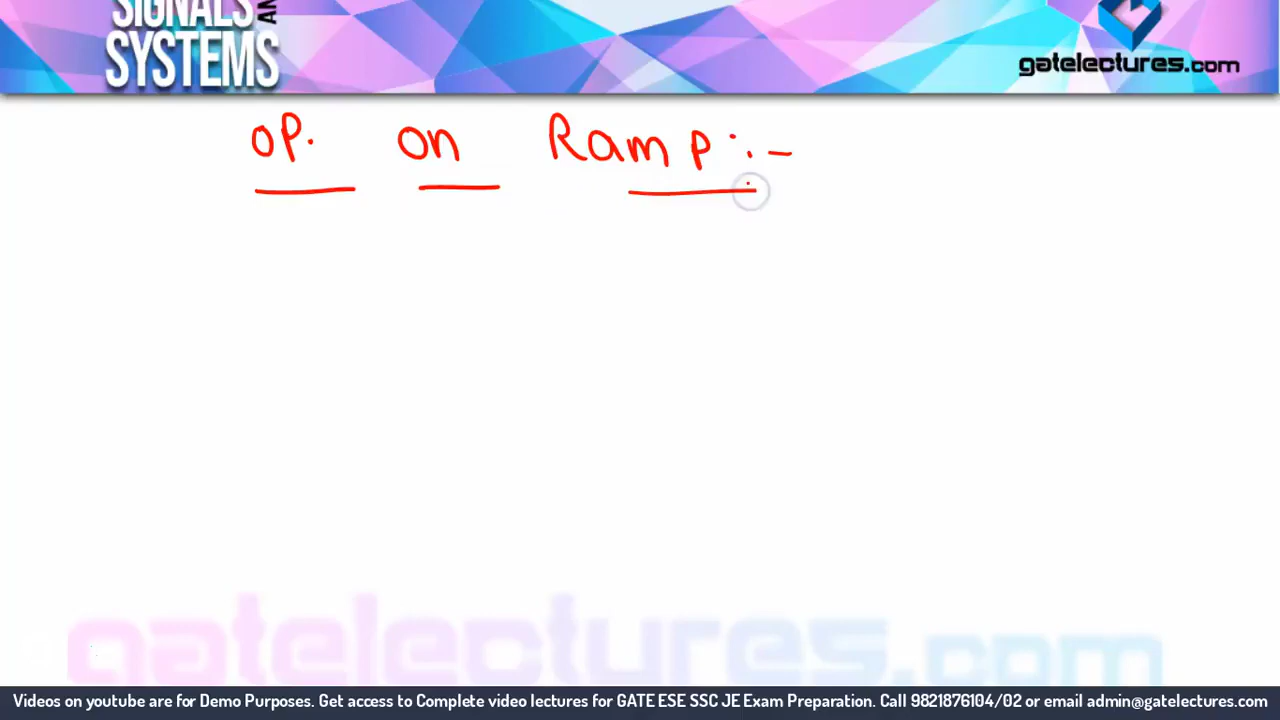 SIGNALS AN
SYSTEMS
gatelectures.com
OP. on Ramp :-
gatelectures.com
Videos on youtube are for Demo Purposes. Get access to Complete video lectures for GATE ESE SSC JE Exam Preparation. Call 9821876104/02 or email admin@gatelectures.com